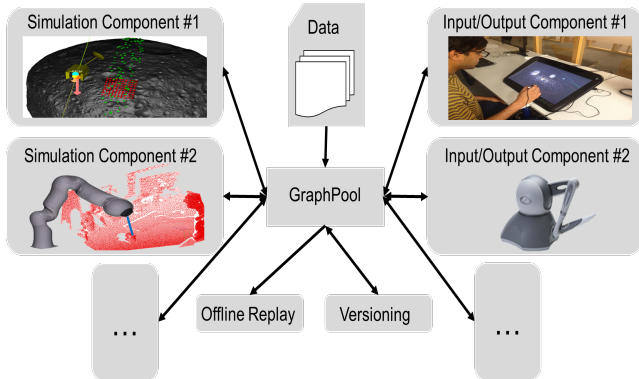 Simulation Component #1
Data
Input/Output Component #1
Simulation Component #2
GraphPool
Input/Output Component #2
...
Offline Replay
Versioning
...